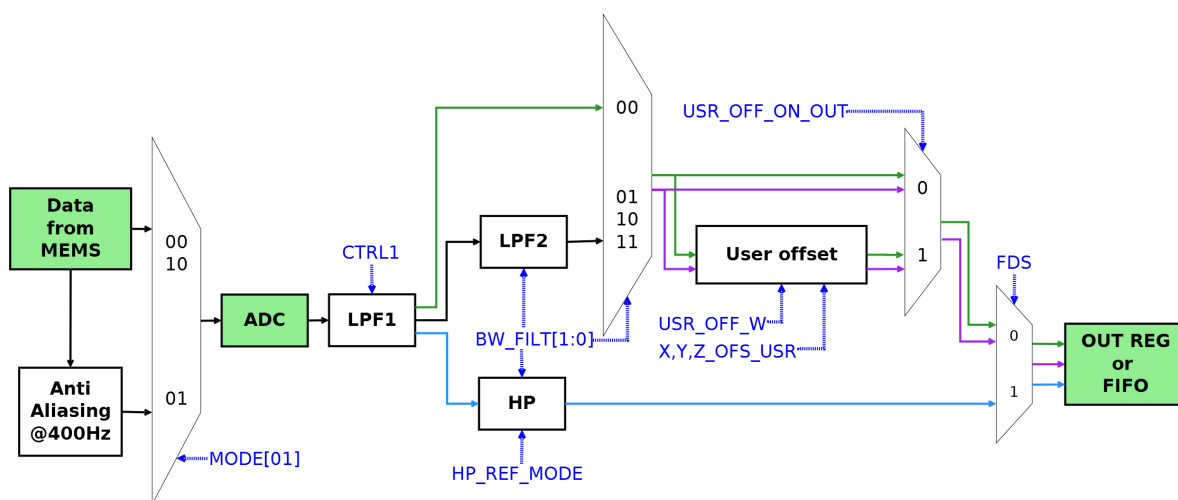 Data
from
MEMS
Anti
Aliasing
@400Hz
00
10
01
MODE[01]
ADC
CTRL1
LPF1
LPF2
BW_FILT[1:0]
HP
HP_REF_MODE
00
01
10
11
USR_OFF_ON_OUT
User offset
USR_OFF_W
X,Y,Z_OFS_USR
0
1
FDS
0
1
OUT REG
or
FIFO